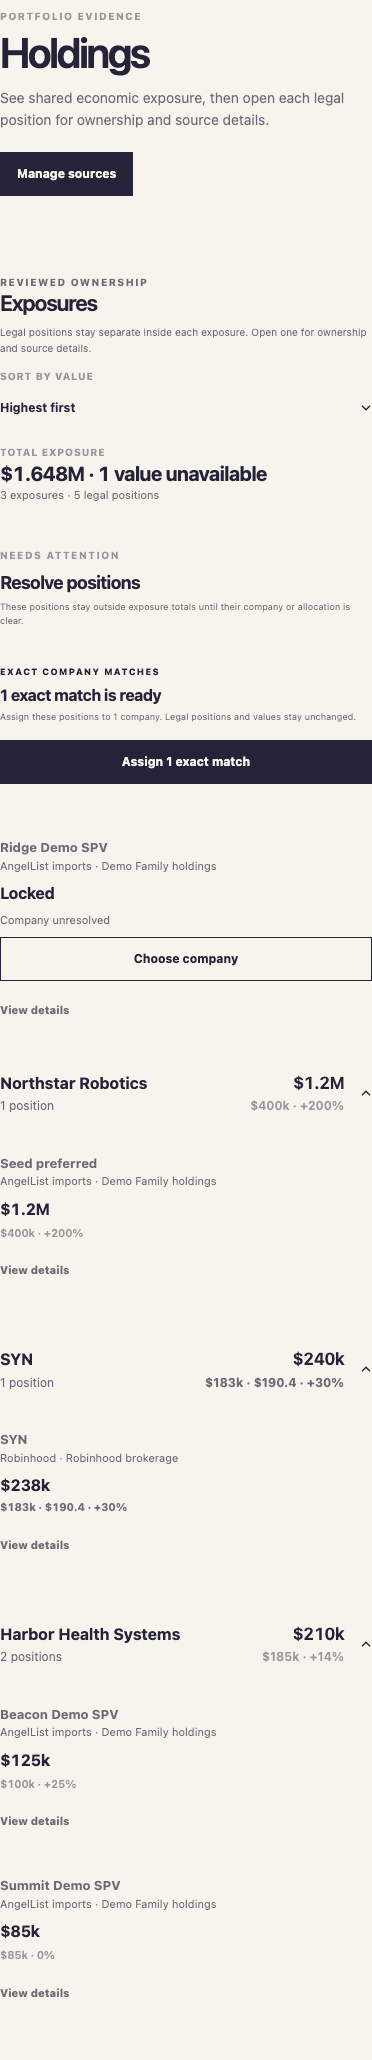 PORTFOLIO EVIDENCE
Holdings
See shared economic exposure, then open each legal
position for ownership and source details.
Manage sources
REVIEWED OWNERSHIP
Exposures
Legal positions stay separate inside each exposure. Open one for ownership
and source details.
SORT BY VALUE
Highest first
TOTAL EXPOSURE
$1.648M · 1 value unavailable
3 exposures · 5 legal positions
NEEDS ATTENTION
Resolve positions
These positions stay outside exposure totals until their company or allocation is
clear.
EXACT COMPANY MATCHES
1 exact match is ready
Assign these positions to 1 company. Legal positions and values stay unchanged.
Assign 1 exact match
Ridge Demo SPV
AngelList imports · Demo Family holdings
Locked
Company unresolved
Choose company
View details
Northstar Robotics $1.2M
1 position $400k · +200%
Seed preferred
AngelList imports · Demo Family holdings
$1.2M
$400k · +200%
View details
SYN $240k
1 position $183k · $190.4 · +30%
SYN
Robinhood · Robinhood brokerage
$238k
$183k · $190.4 · +30%
View details
Harbor Health Systems $210k
2 positions $185k · +14%
Beacon Demo SPV
AngelList imports · Demo Family holdings
$125k
$100k · +25%
View details
Summit Demo SPV
AngelList imports · Demo Family holdings
$85k
$85k · 0%
View details